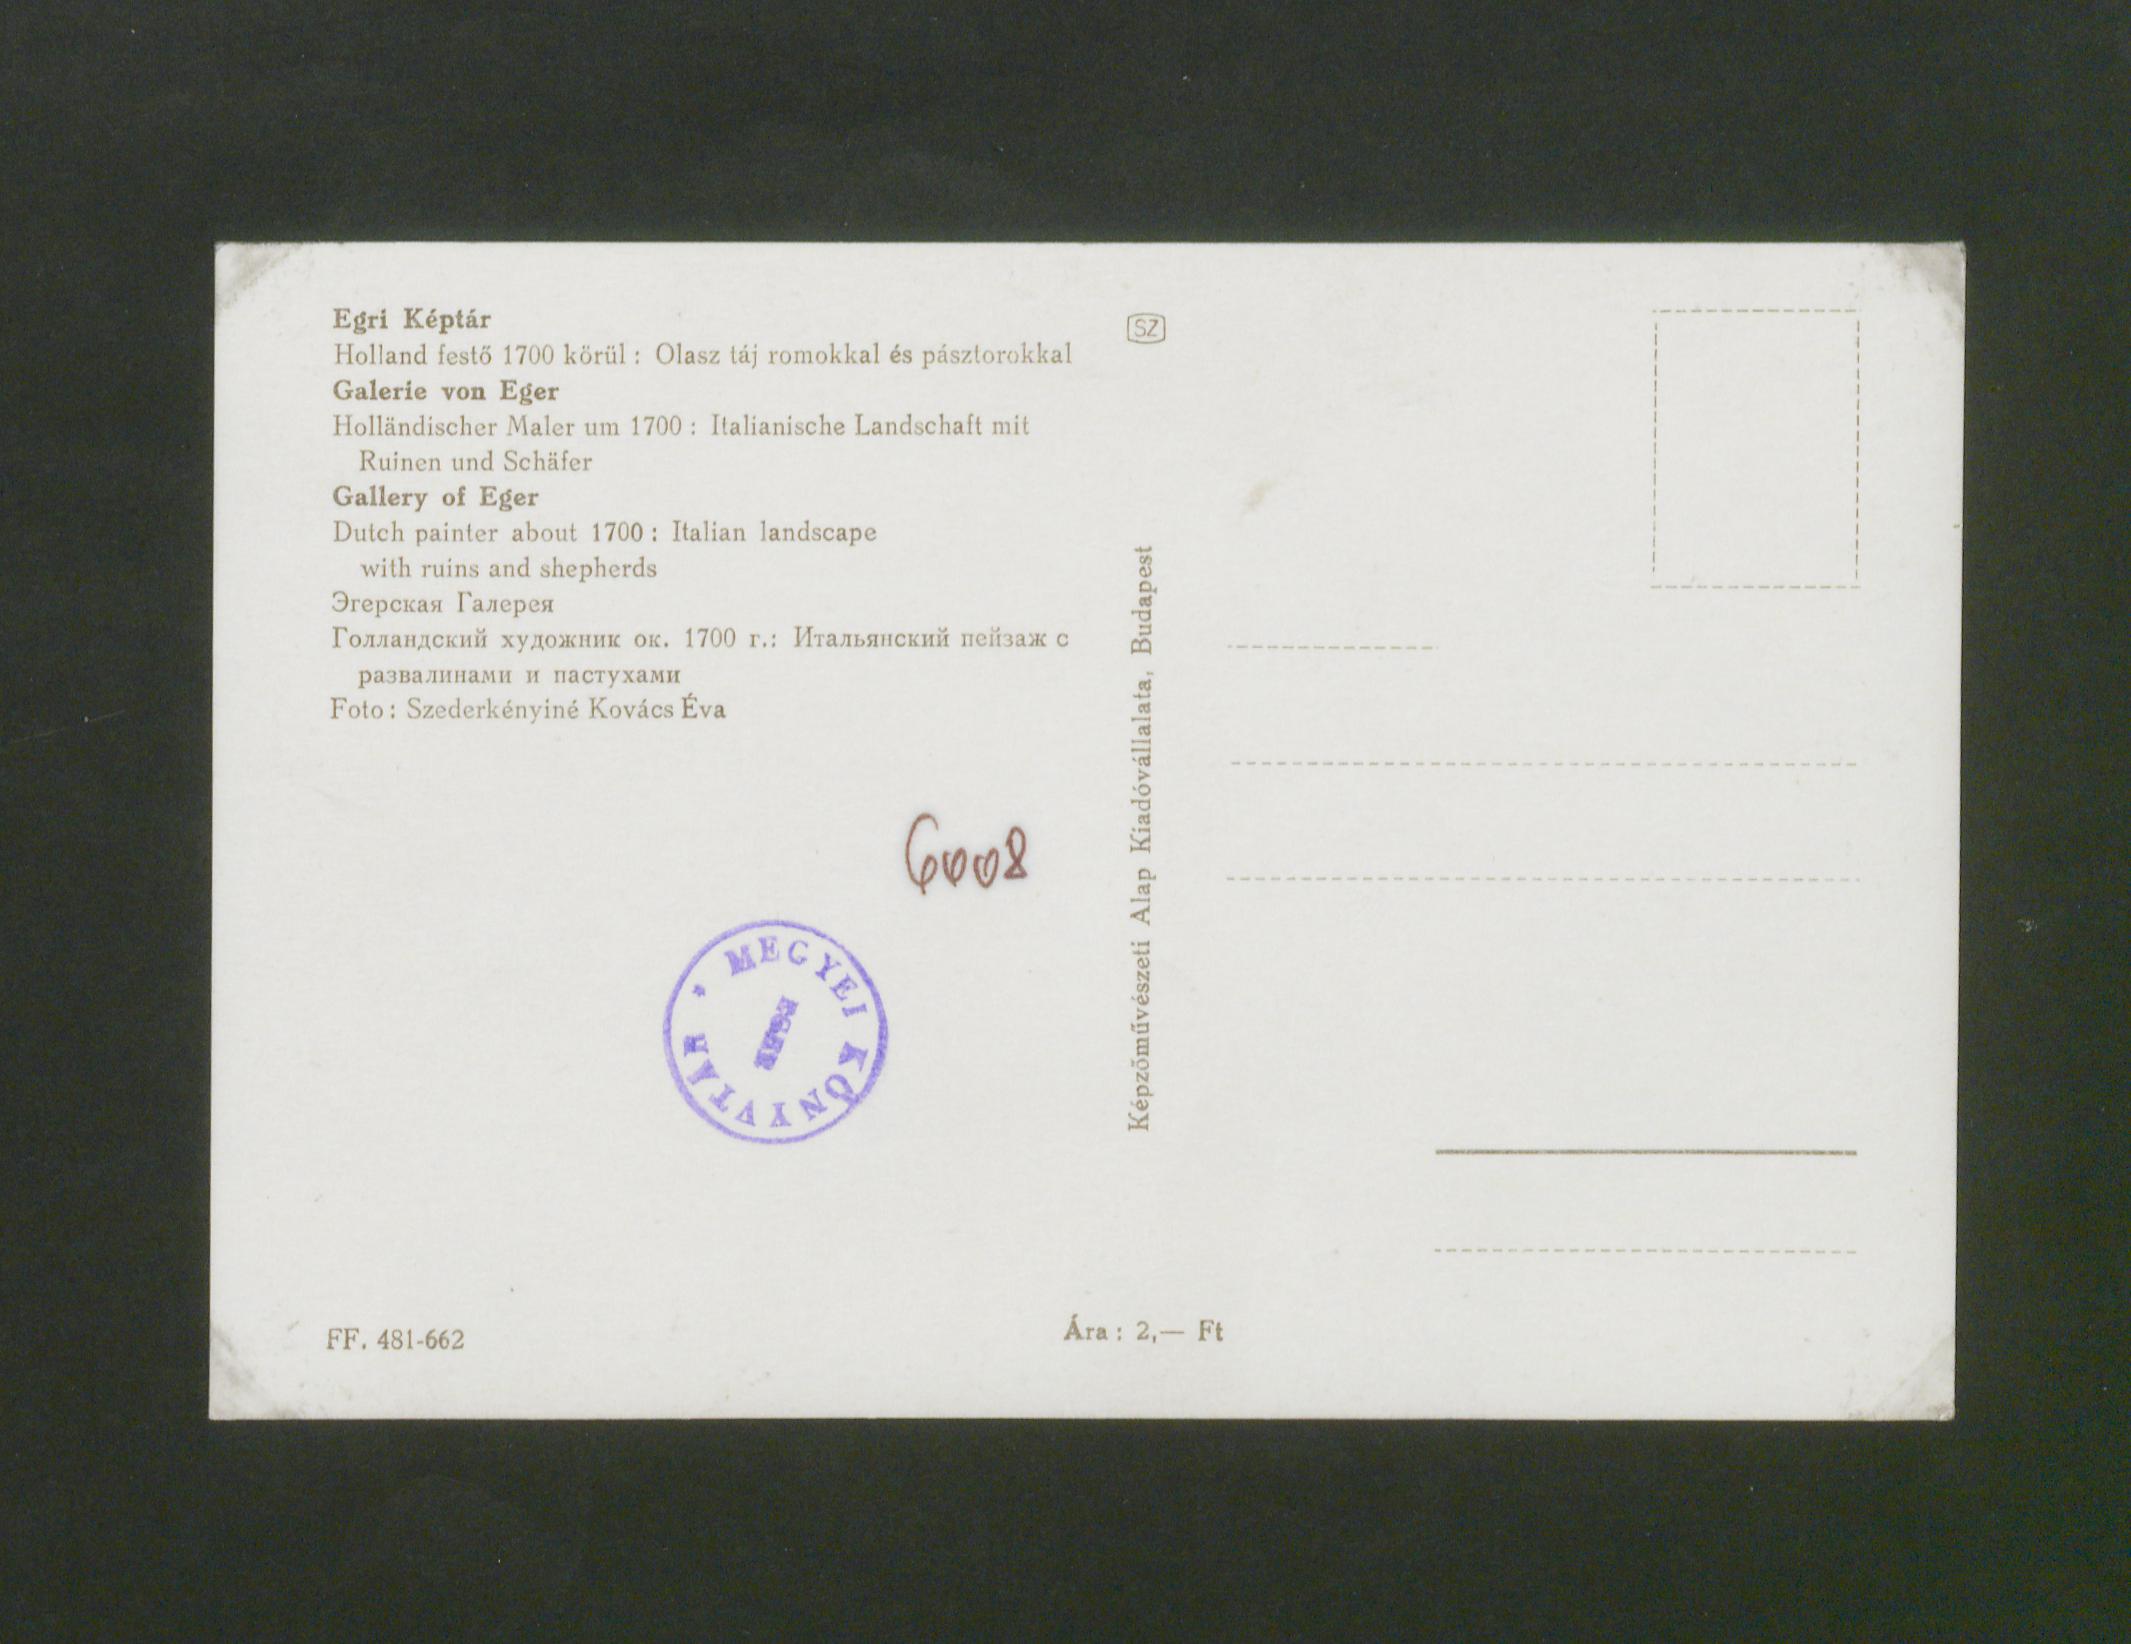 Egri Képtár
Holland festő 1700 körül : Olasz táj romokkal és pásztorokkal
Galerie von Eger
Holländischer Maler um 1700 : Italianische Landschaft mit
Ruinen und Schäfer
Gallery of Eger
Dutch painter about 1700 : Italian landscape
with ruins and shepherds
Эгерская Галерея
Голландский художник ок. 1700 г.: Итальянский пейзаж с
развалинами и пастухами
Foto : Szederkényiné Kovács Éva
6008
* MEGYEI KÖNYVTÁR
EGER
FF. 481-662
SZ
Képzőművészeti Alap Kiadóvállalata, Budapest
Ára : 2,— Ft